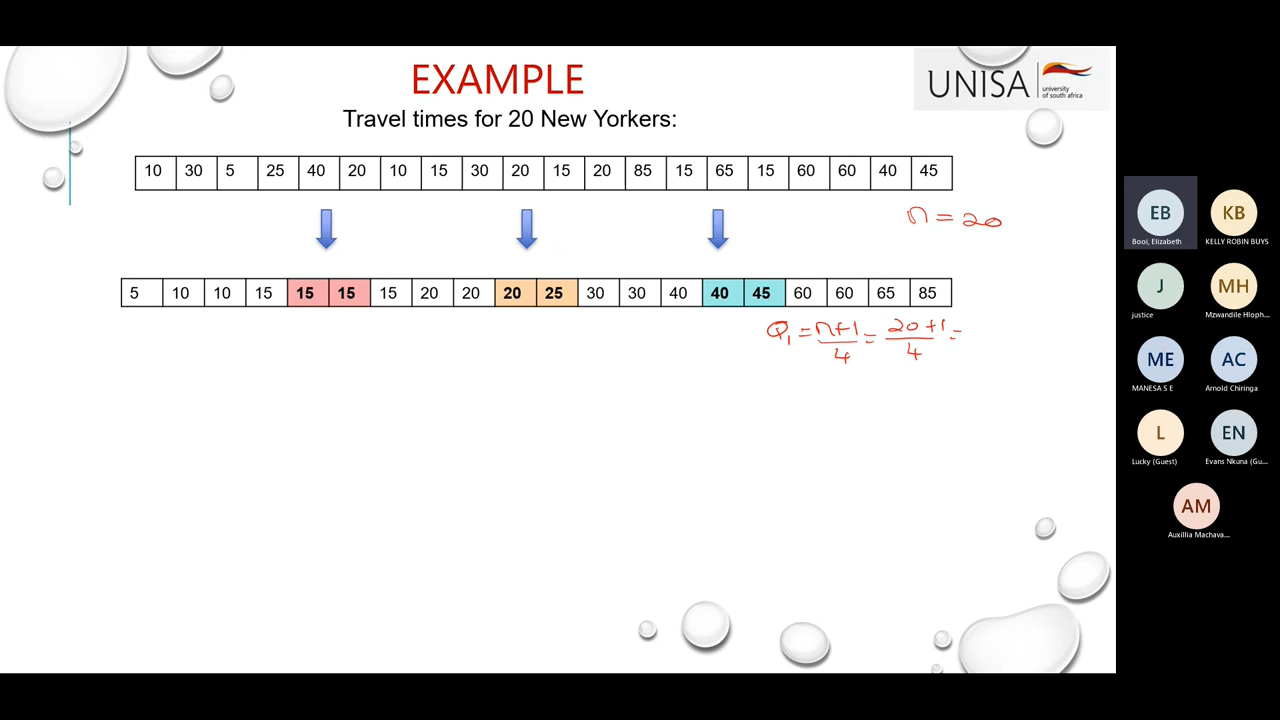 EXAMPLE
UNISA
university
of south africa
Travel times for 20 New Yorkers:
10 30 5 25 40 20 10 15 30 20 15 20 85 15 65 15 60 60 40 45
n = 20
5 10 10 15 15 15 15 20 20 20 25 30 30 40 40 45 60 60 65 85
Q₁ = n+1/4 = 20+1/4 =
EB
Booi, Elizabeth
KB
KELLY ROBIN BUYS
J
justice
MH
Mzwandile Hloph...
ME
MANESA S E
AC
Arnold Chiringa
L
Lucky (Guest)
EN
Evans Nkuna (Gu...
AM
Auxillia Machava...